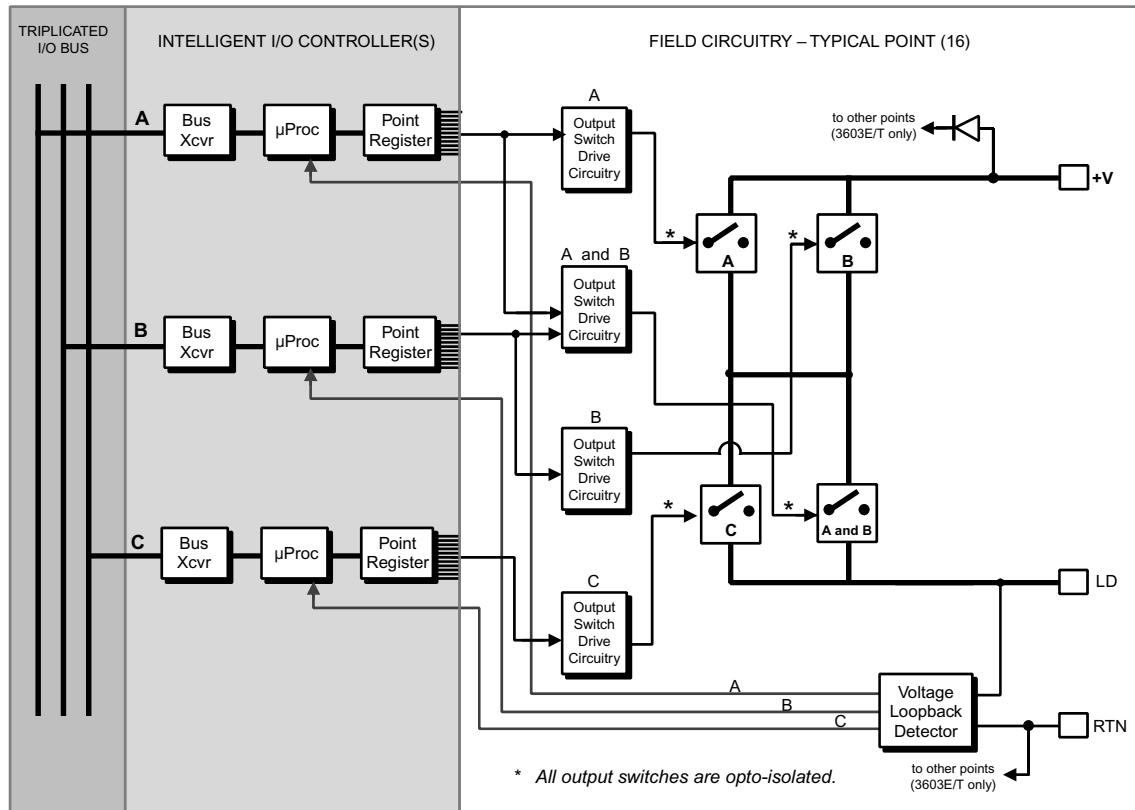 TRIPLICATED
I/O BUS
INTELLIGENT I/O CONTROLLER(S)
FIELD CIRCUITRY – TYPICAL POINT (16)
A
Bus
Xcvr
µProc
Point
Register
A
Output
Switch
Drive
Circuitry
to other points
(3603E/T only)
+V
*
A
*
B
A and B
Output
Switch
Drive
Circuitry
B
Bus
Xcvr
µProc
Point
Register
B
Output
Switch
Drive
Circuitry
*
C
*
A and B
C
Bus
Xcvr
µProc
Point
Register
C
Output
Switch
Drive
Circuitry
LD
A
B
C
Voltage
Loopback
Detector
RTN
to other points
(3603E/T only)
* All output switches are opto-isolated.